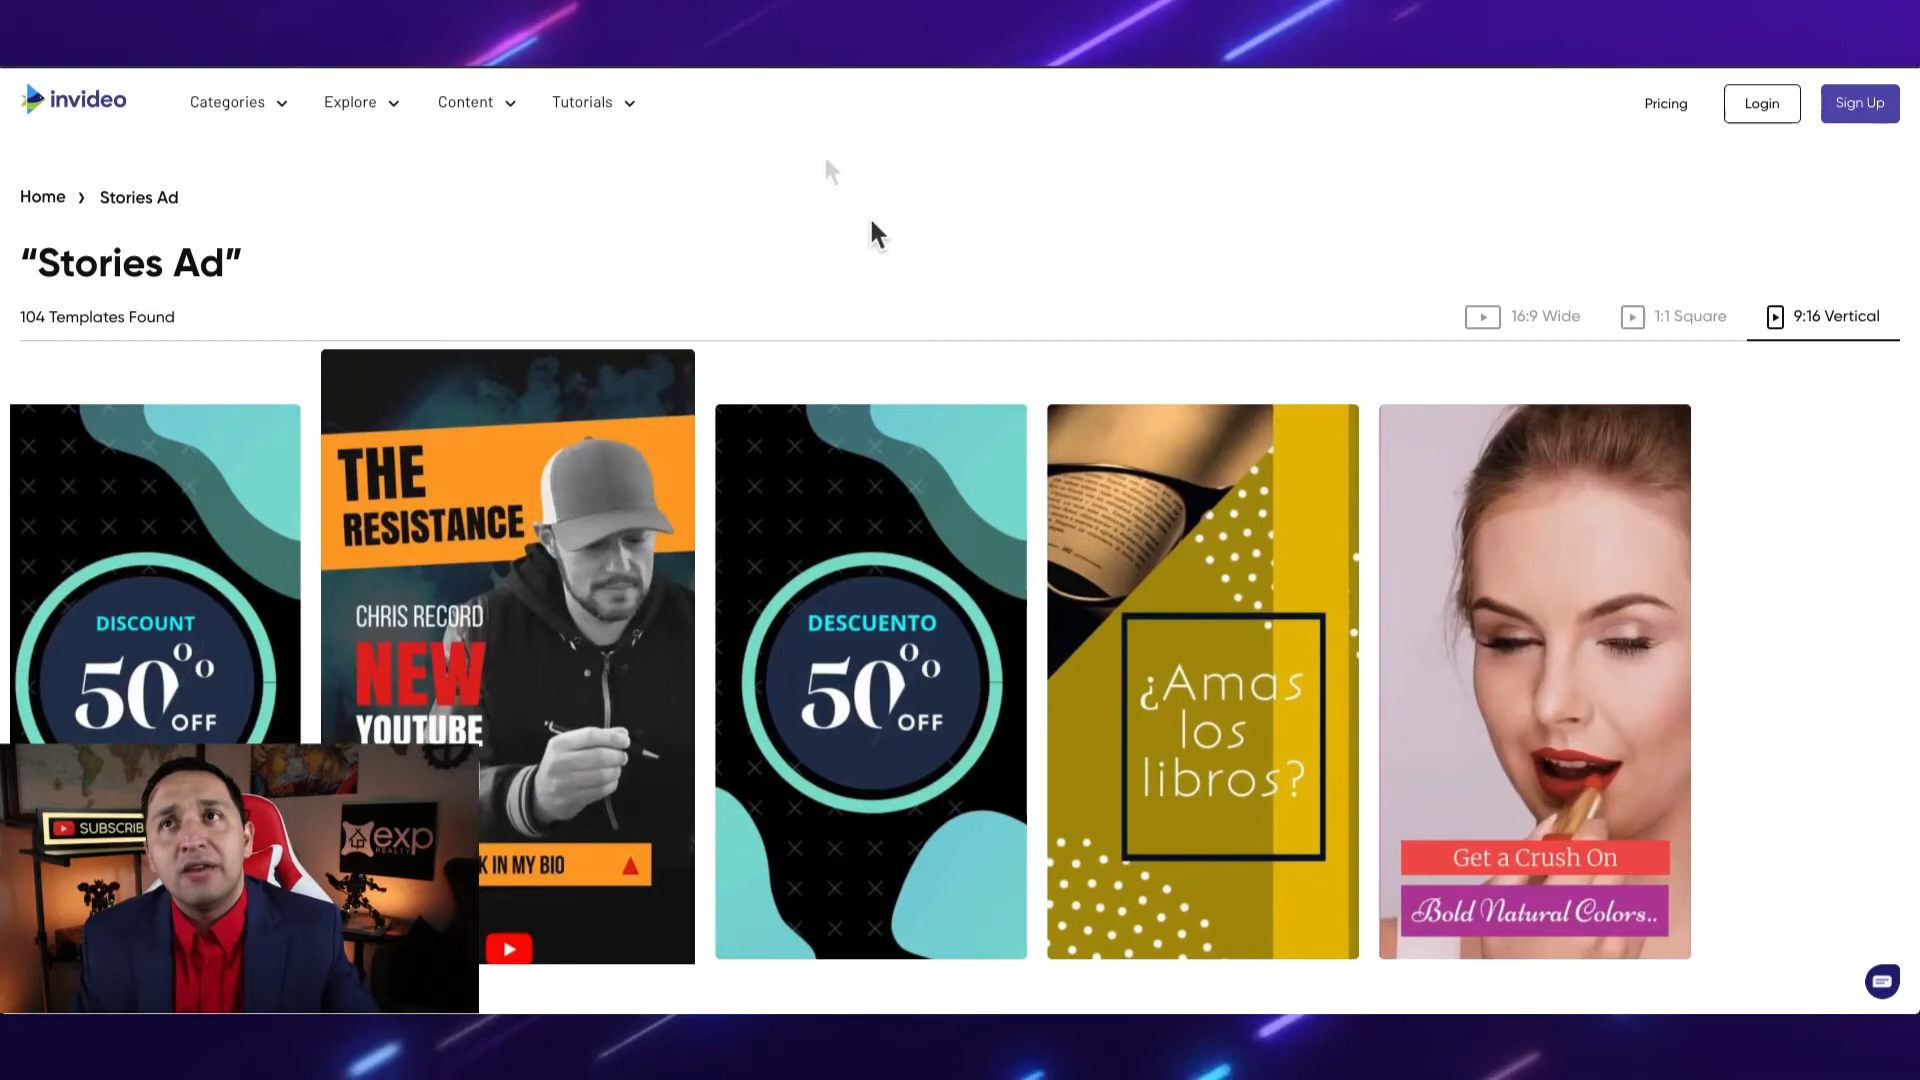 invideo
Categories
Explore
Content
Tutorials
Pricing
Login
Sign Up
Home › Stories Ad
“Stories Ad”
104 Templates Found
16:9 Wide
1:1 Square
9:16 Vertical
DISCOUNT
50%
OFF
THE
RESISTANCE
CHRIS RECORD
NEW
YOUTUBE
K IN MY BIO
DESCUENTO
50%
OFF
¿Amas
los
libros?
Get a Crush On
Bold Natural Colors..
SUBSCRIB
exp
REALTY